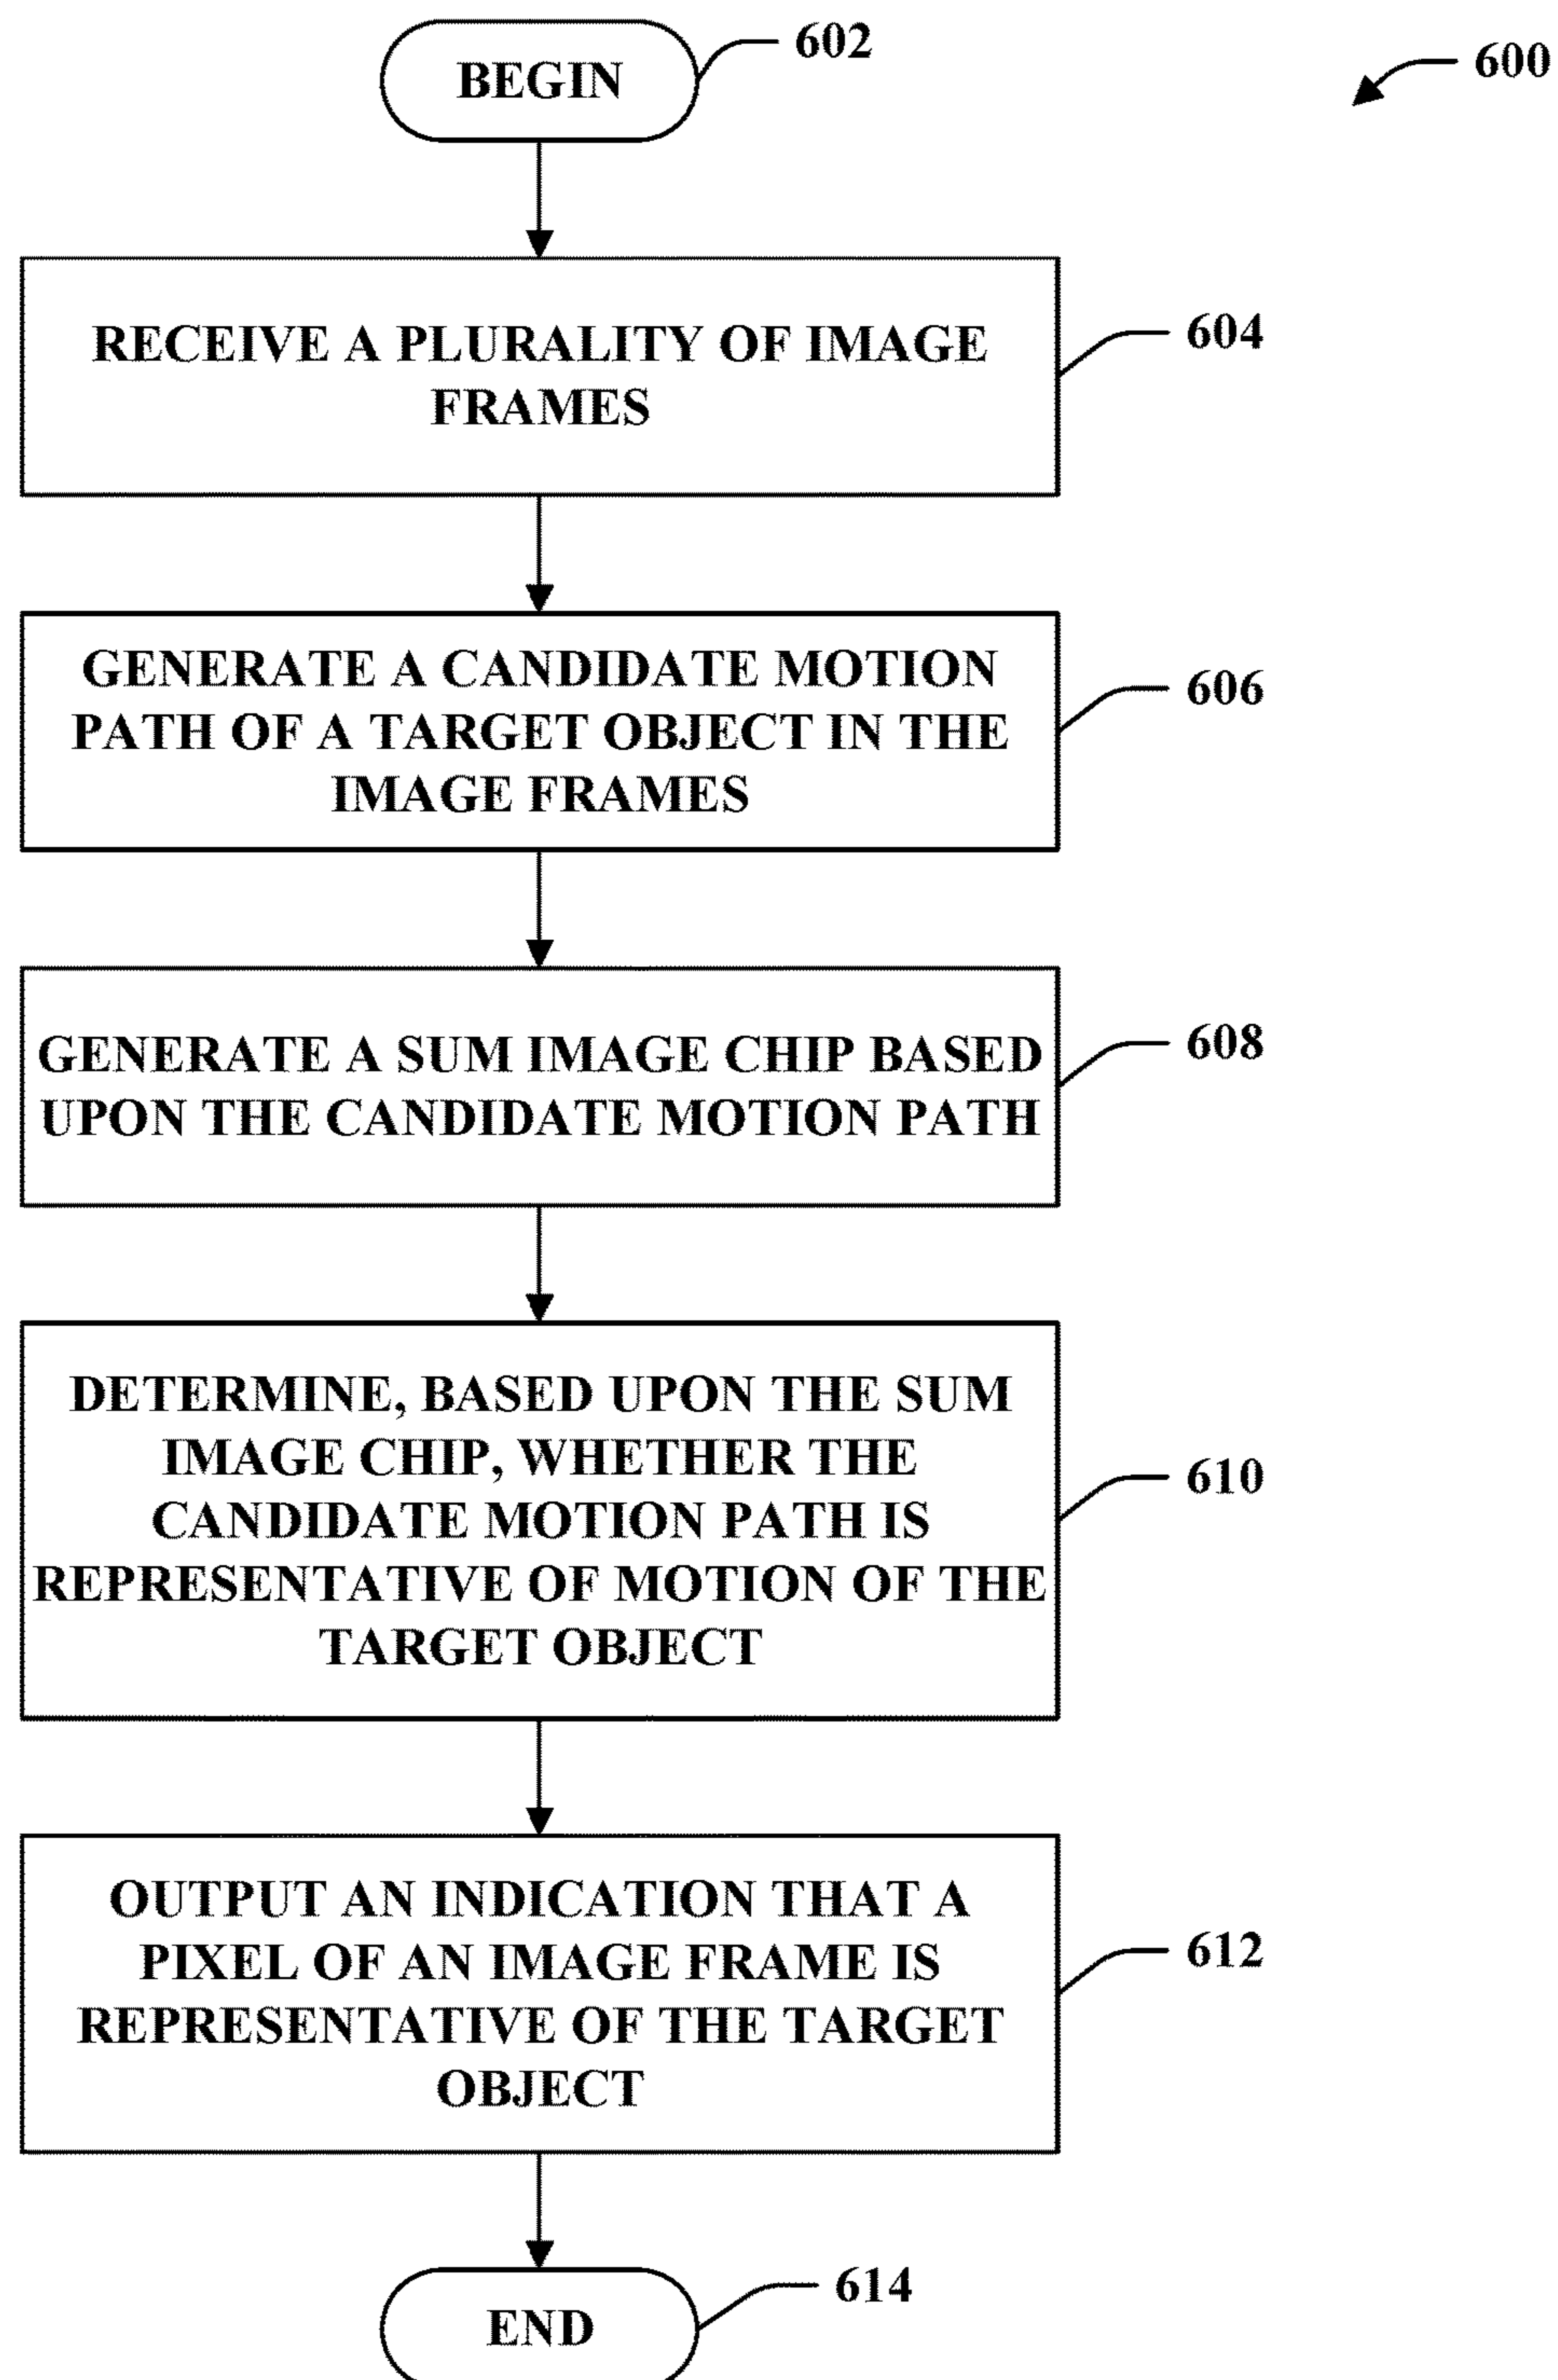 BEGIN
602
600
RECEIVE A PLURALITY OF IMAGE
FRAMES
604
GENERATE A CANDIDATE MOTION
PATH OF A TARGET OBJECT IN THE
IMAGE FRAMES
606
GENERATE A SUM IMAGE CHIP BASED
UPON THE CANDIDATE MOTION PATH
608
DETERMINE, BASED UPON THE SUM
IMAGE CHIP, WHETHER THE
CANDIDATE MOTION PATH IS
REPRESENTATIVE OF MOTION OF THE
TARGET OBJECT
610
OUTPUT AN INDICATION THAT A
PIXEL OF AN IMAGE FRAME IS
REPRESENTATIVE OF THE TARGET
OBJECT
612
END
614